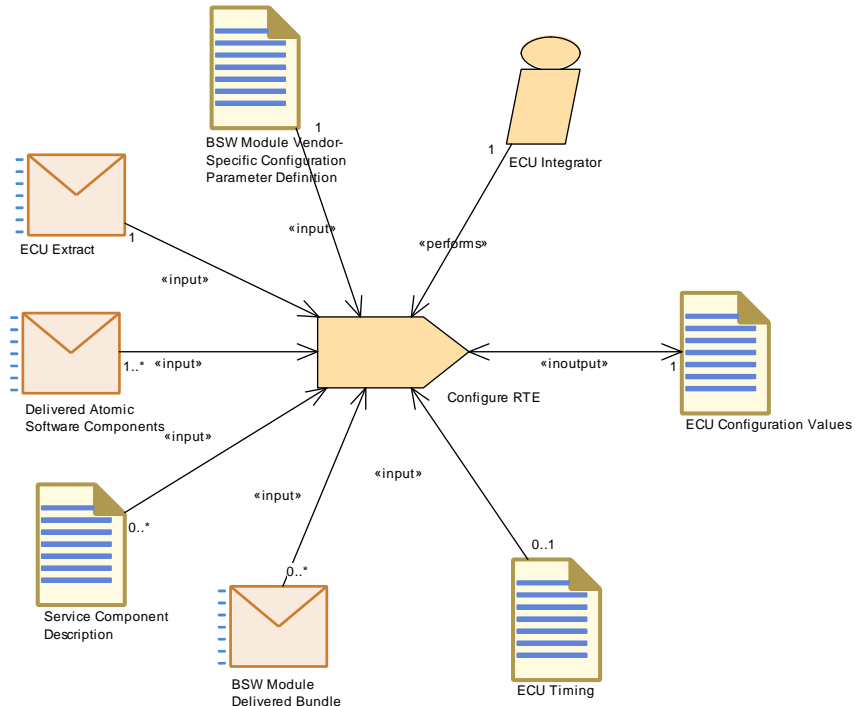 1
BSW Module Vendor-
Specific Configuration
Parameter Definition
1
ECU Integrator
1
ECU Extract
«input»
«performs»
«input»
1..*
«input»
Delivered Atomic
Software Components
«inoutput»
1
Configure RTE
ECU Configuration Values
«input»
0..*
«input»
«input»
Service Component
Description
0..*
BSW Module
Delivered Bundle
0..1
ECU Timing